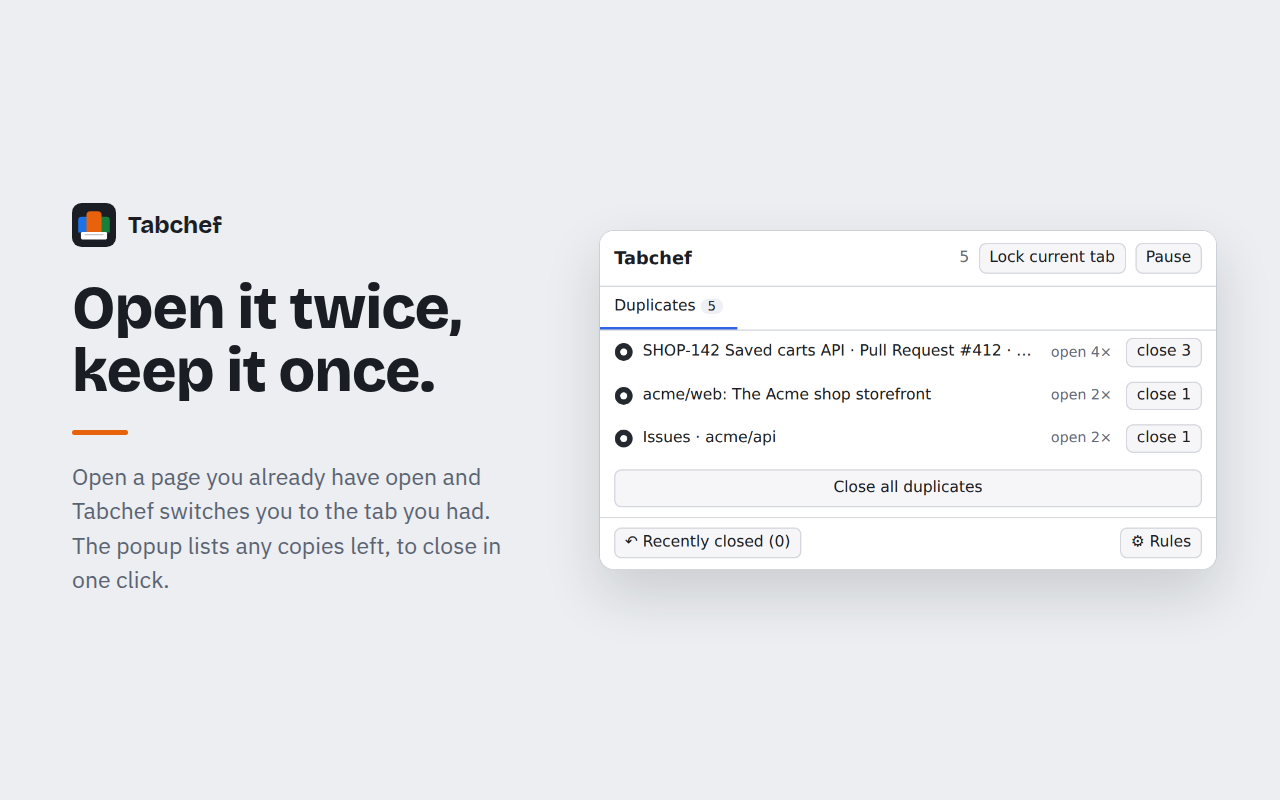 Tabchef
Open it twice,
keep it once.
Open a page you already have open and
Tabchef switches you to the tab you had.
The popup lists any copies left, to close in
one click.
Tabchef 5 Lock current tab Pause
Duplicates 5
SHOP-142 Saved carts API · Pull Request #412 · … open 4× close 3
acme/web: The Acme shop storefront open 2× close 1
Issues · acme/api open 2× close 1
Close all duplicates
↶ Recently closed (0) ⚙ Rules